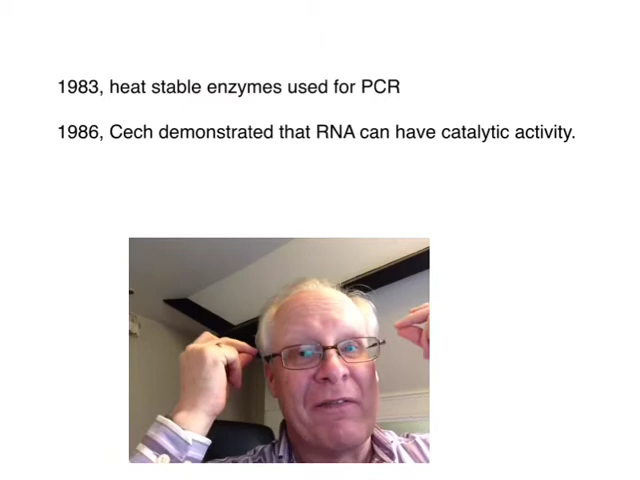 1983, heat stable enzymes used for PCR
1986, Cech demonstrated that RNA can have catalytic activity.